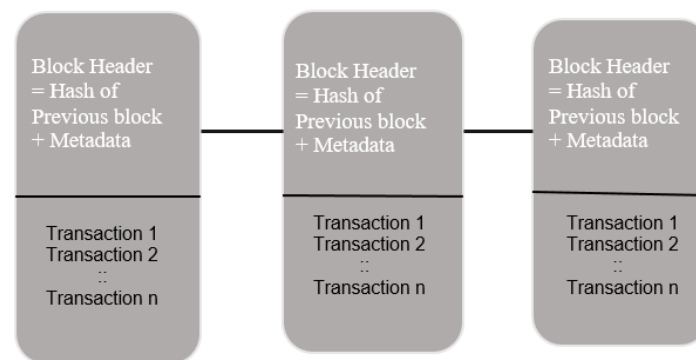 Block Header
= Hash of
Previous block
+ Metadata
Transaction 1
Transaction 2
::
Transaction n
Block Header
= Hash of
Previous block
+ Metadata
Transaction 1
Transaction 2
::
Transaction n
Block Header
= Hash of
Previous block
+ Metadata
Transaction 1
Transaction 2
::
Transaction n